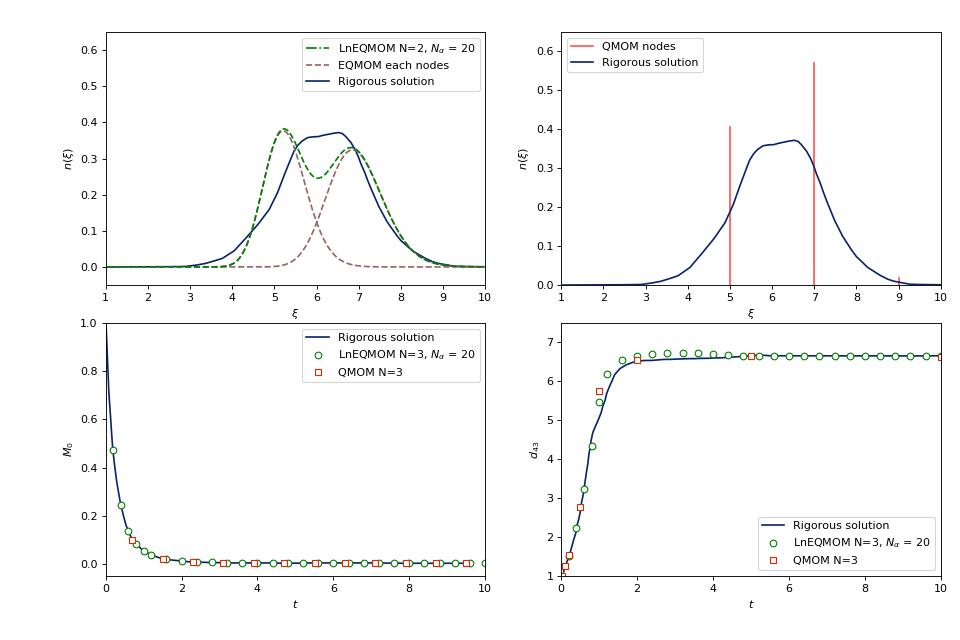 LnEQMOM N=2, Nα = 20
EQMOM each nodes
Rigorous solution
n(ξ)
0.6
0.5
0.4
0.3
0.2
0.1
0.0
1 2 3 4 5 6 7 8 9 10
ξ
QMOM nodes
Rigorous solution
n(ξ)
0.6
0.5
0.4
0.3
0.2
0.1
0.0
1 2 3 4 5 6 7 8 9 10
ξ
Rigorous solution
LnEQMOM N=3, Nα = 20
QMOM N=3
M0
1.0
0.8
0.6
0.4
0.2
0.0
0 2 4 6 8 10
t
d43
7
6
5
4
3
2
1
Rigorous solution
LnEQMOM N=3, Nα = 20
QMOM N=3
0 2 4 6 8 10
t